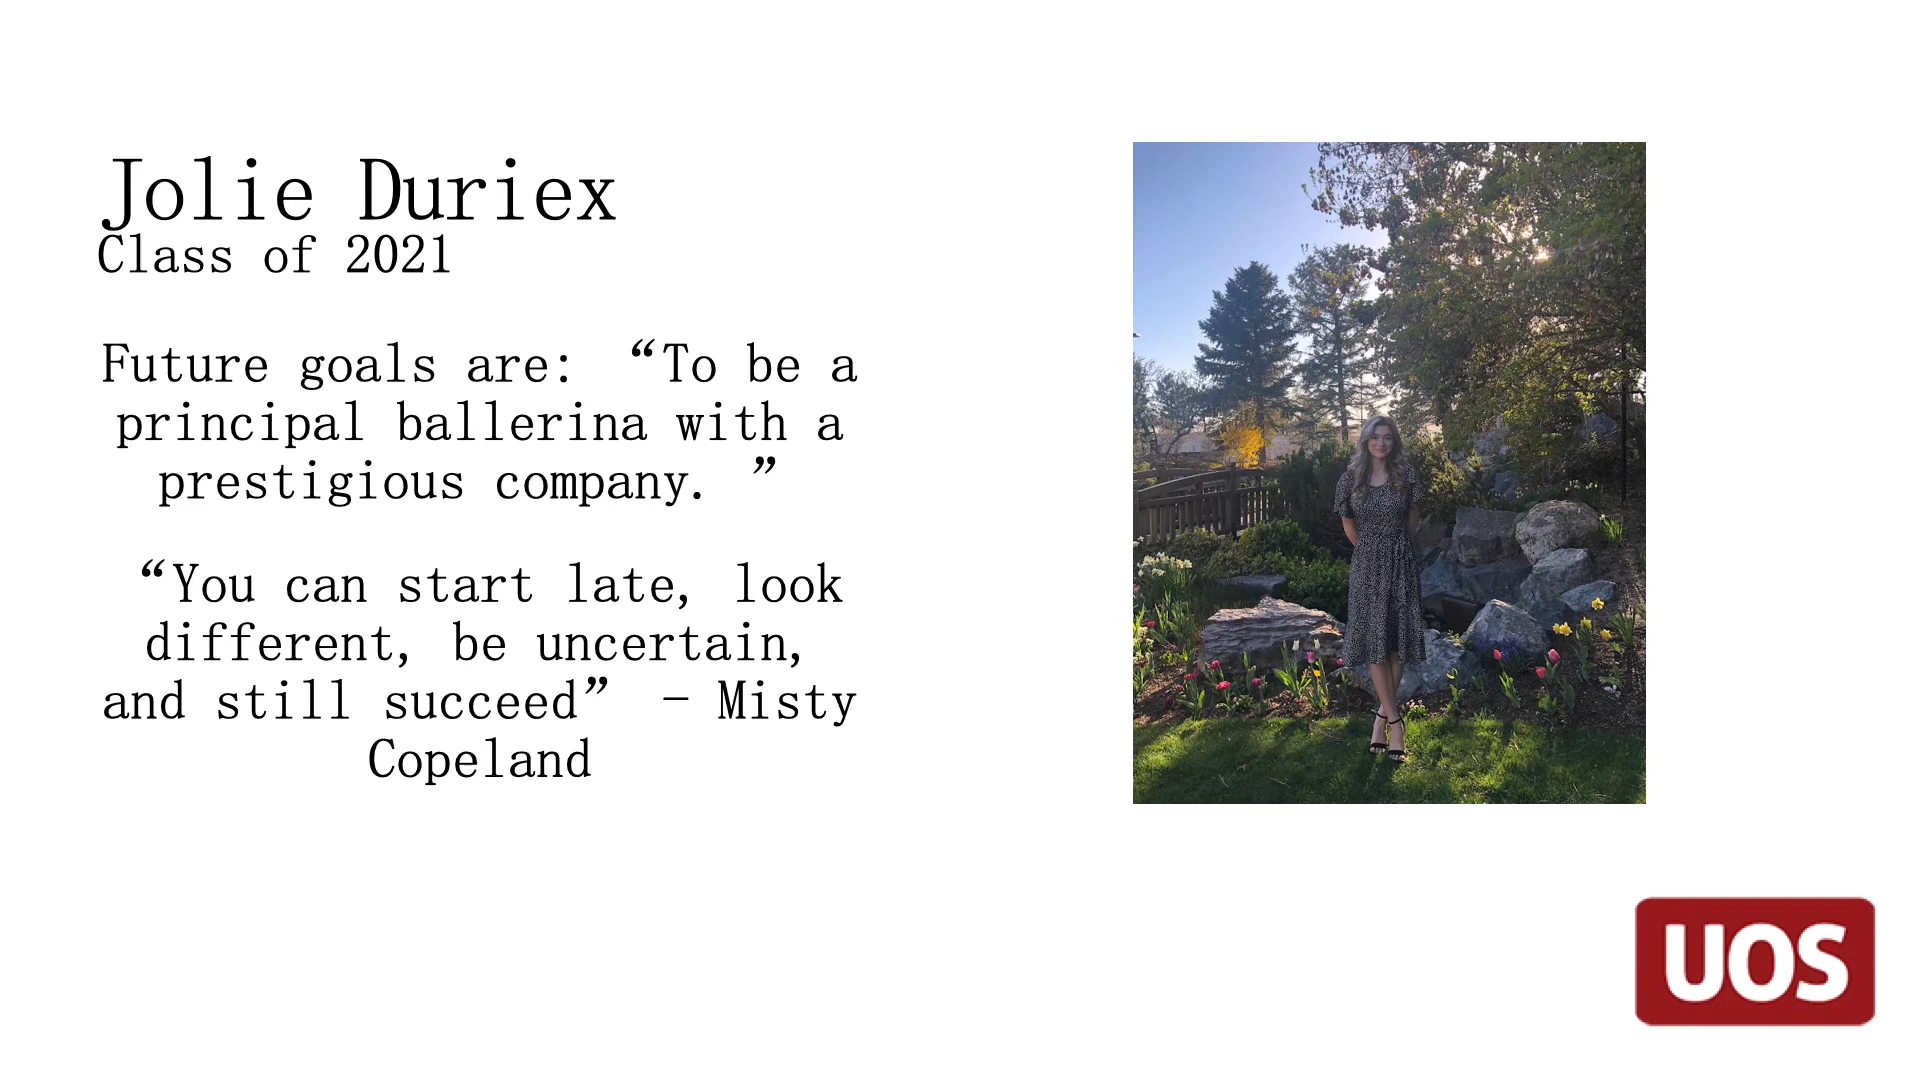 Jolie Duriex
Class of 2021
Future goals are: “To be a
principal ballerina with a
prestigious company. ”
“You can start late, look
different, be uncertain,
and still succeed” – Misty
Copeland
UOS